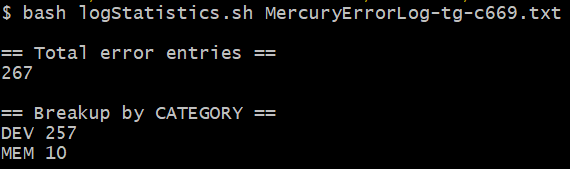 $ bash logStatistics.sh MercuryErrorLog-tg-c669.txt
== Total error entries ==
267
== Breakup by CATEGORY ==
DEV 257
MEM 10